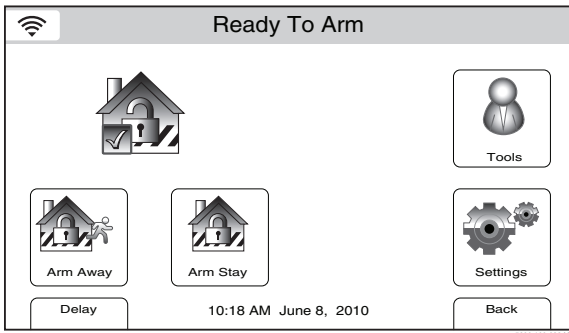 Ready To Arm
Tools
Arm Away
Arm Stay
Settings
Delay
10:18 AM June 8, 2010
Back